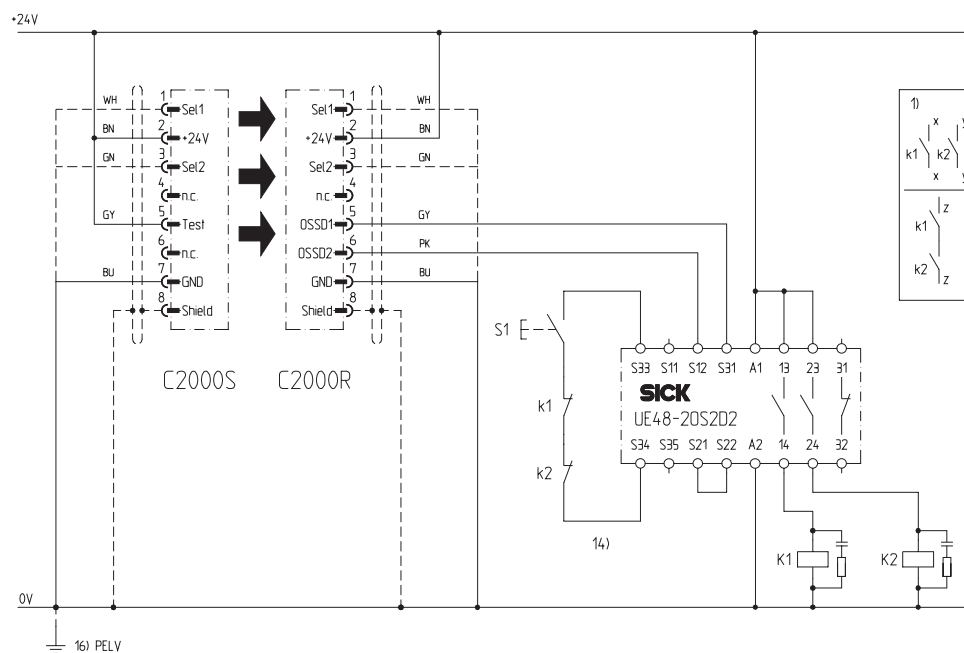 +24V
WH 1 Sel1
BN 2 +24V
GN 3 Sel2
4 n.c.
GY 5 Test
6 n.c.
BU 7 GND
8 Shield
C2000S
Sel1 1 WH
+24V 2 BN
Sel2 3 GN
n.c. 4
OSSD1 5 GY
OSSD2 6 PK
GND 7 BU
Shield 8
C2000R
1)
x y
k1 k2
x y
z
k1
k2
z
S1
k1
k2
14)
S33 S11 S12 S31 A1 13 23 31
SICK
UE48-20S2D2
S34 S35 S21 S22 A2 14 24 32
K1
K2
0V
16) PELV